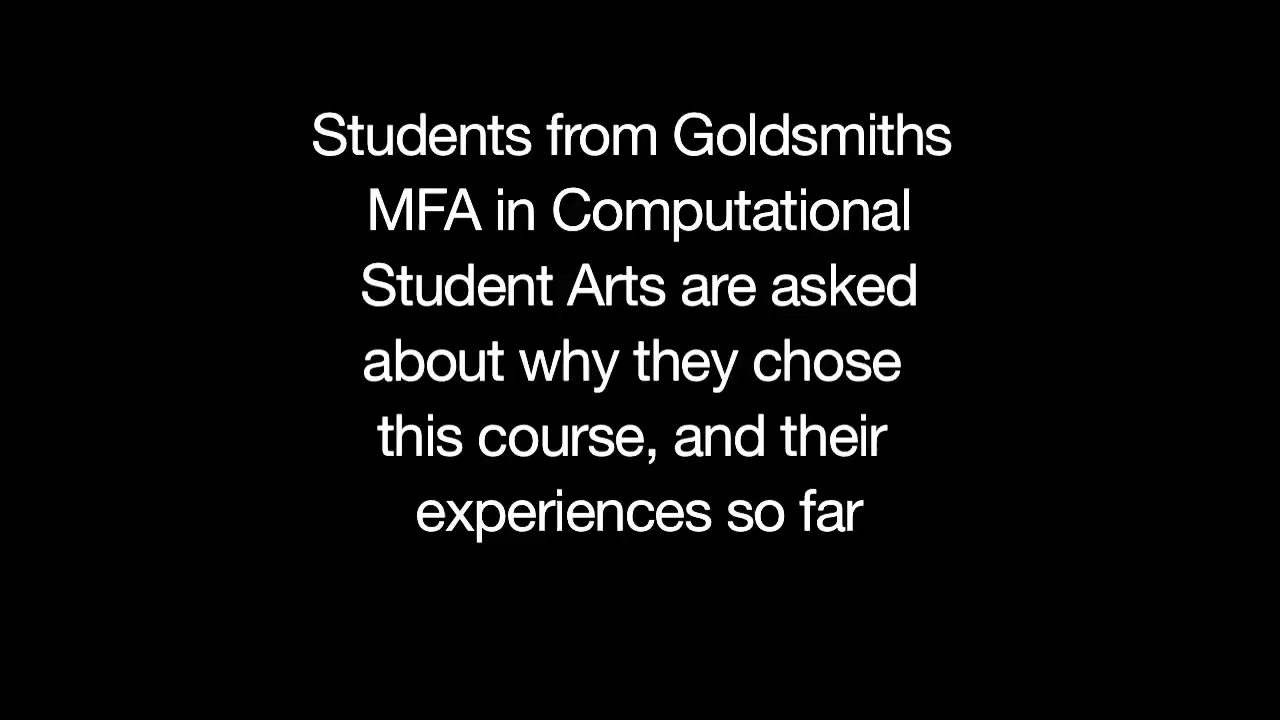 Students from Goldsmiths
MFA in Computational
Student Arts are asked
about why they chose
this course, and their
experiences so far